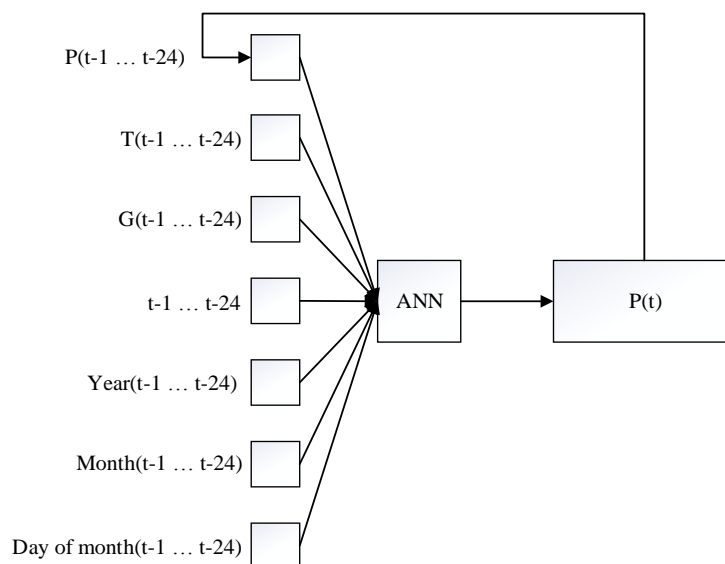 P(t-1 … t-24)
T(t-1 … t-24)
G(t-1 … t-24)
t-1 … t-24
ANN
P(t)
Year(t-1 … t-24)
Month(t-1 … t-24)
Day of month(t-1 … t-24)